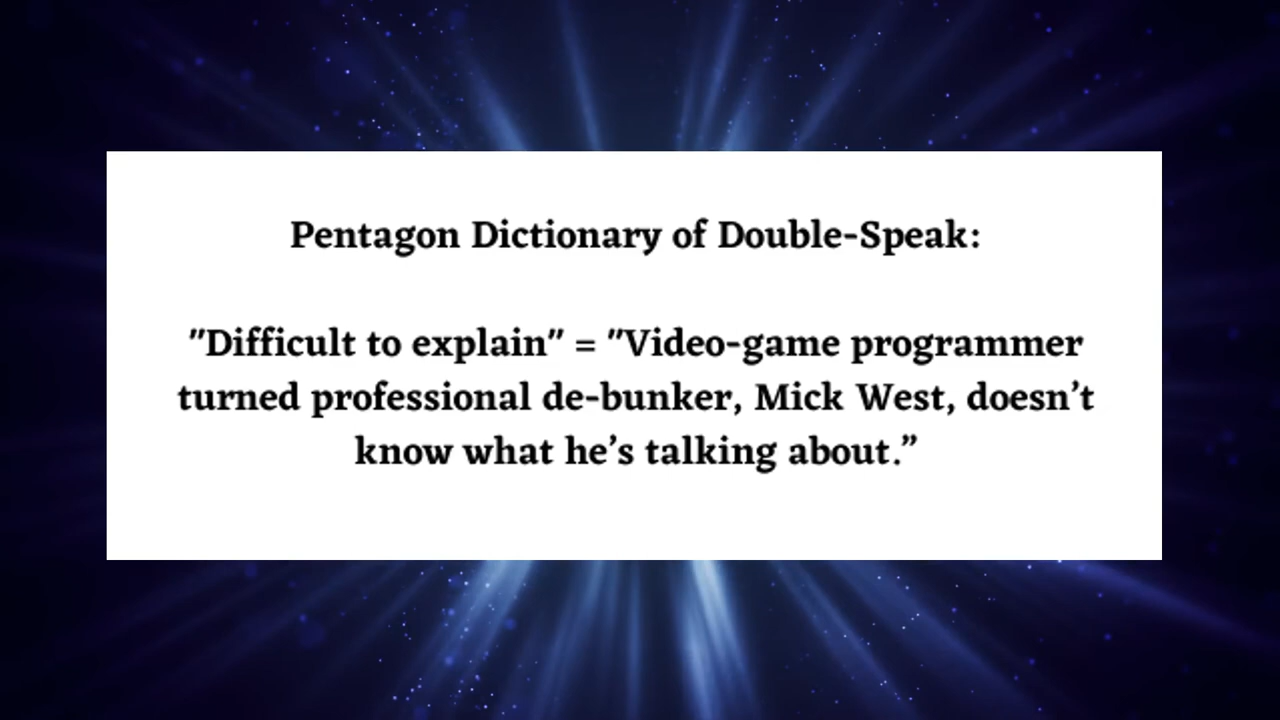 Pentagon Dictionary of Double-Speak:
"Difficult to explain" = "Video-game programmer
turned professional de-bunker, Mick West, doesn’t
know what he’s talking about.”